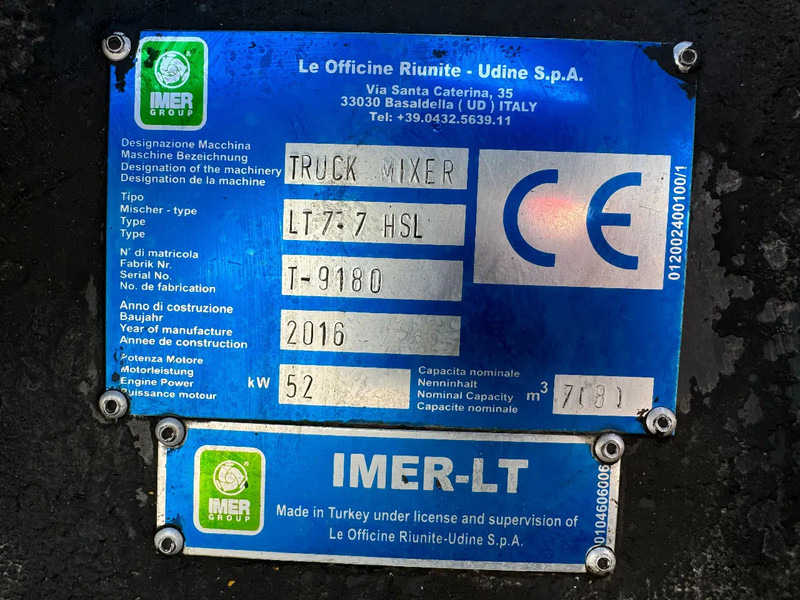 IMER
GROUP
Le Officine Riunite - Udine S.p.A.
Via Santa Caterina, 35
33030 Basaldella ( UD ) ITALY
Tel: +39.0432.5639.11
Designazione Macchina
Maschine Bezeichnung
Designation of the machinery
Designation de la machine
TRUCK MIXER
Tipo
Mischer - type
Type
Type
LT7.7 HSL
CE
012002400100/1
N° di matricola
Fabrik Nr.
Serial No.
No. de fabrication
T-9180
Anno di costruzione
Baujahr
Year of manufacture
Annee de construction
2016
Potenza Motore
Motorleistung
Engine Power
Puissance moteur
kW
52
Capacita nominale
Nenninhalt
Nominal Capacity
Capacite nominale
m3
IMER
GROUP
IMER-LT
Made in Turkey under license and supervision of
Le Officine Riunite-Udine S.p.A.